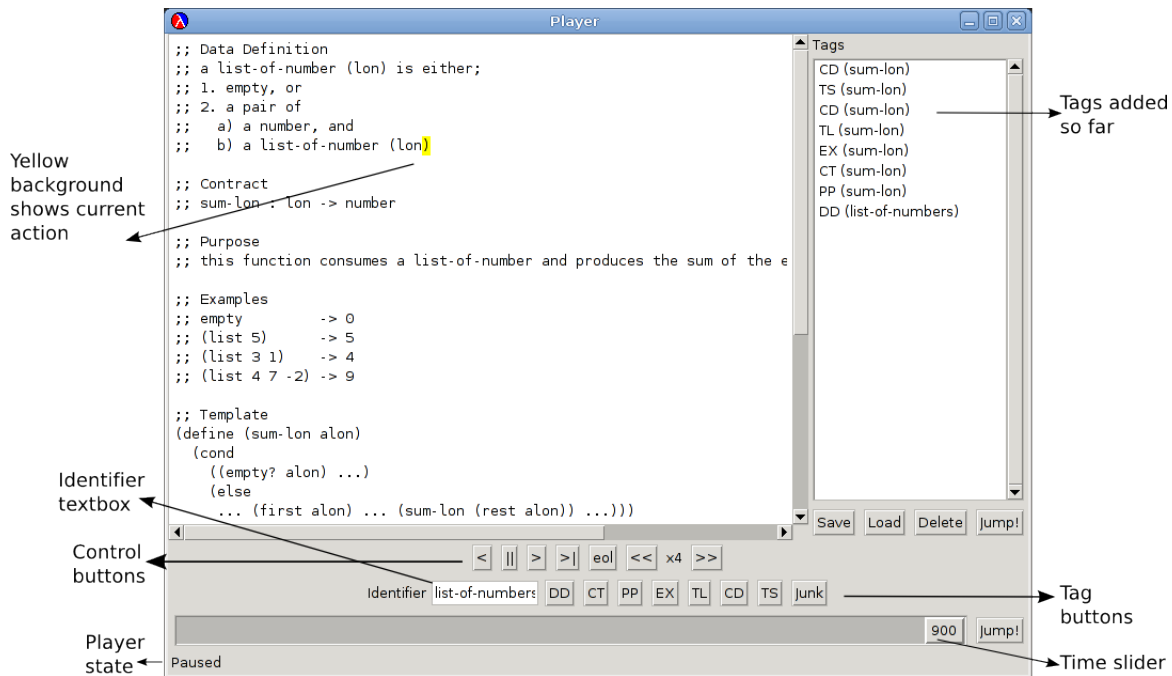 Player
;; Data Definition
;; a list-of-number (lon) is either;
;; 1. empty, or
;; 2. a pair of
;;   a) a number, and
;;   b) a list-of-number (lon)
;; Contract
;; sum-lon : lon -> number
;; Purpose
;; this function consumes a list-of-number and produces the sum of the e
;; Examples
;; empty         -> 0
;; (list 5)      -> 5
;; (list 3 1)    -> 4
;; (list 4 7 -2) -> 9
;; Template
(define (sum-lon alon)
  (cond
    ((empty? alon) ...)
    (else
     ... (first alon) ... (sum-lon (rest alon)) ...)))
Tags
CD (sum-lon)
TS (sum-lon)
CD (sum-lon)
TL (sum-lon)
EX (sum-lon)
CT (sum-lon)
PP (sum-lon)
DD (list-of-numbers)
Save Load Delete Jump!
< || > >| eol << x4 >>
Identifier list-of-numbers DD CT PP EX TL CD TS Junk
900 Jump!
Paused
Yellow
background
shows current
action
Identifier
textbox
Control
buttons
Player
state
Tags added
so far
Tag
buttons
Time slider